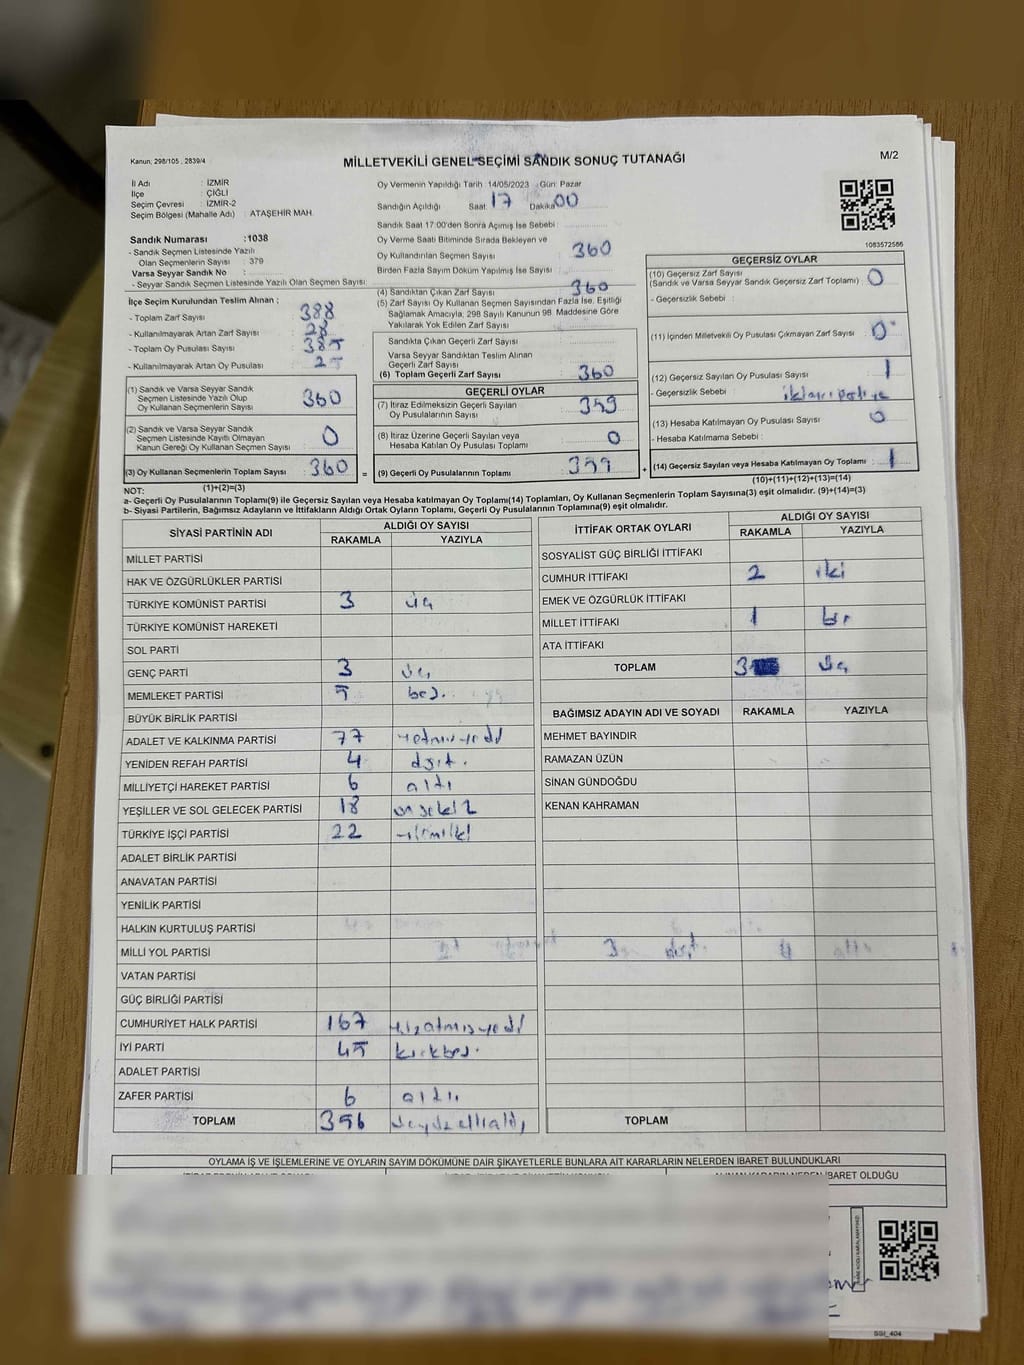 Kanun: 298/105 , 2839/4
MİLLETVEKİLİ GENEL SEÇİMİ SANDIK SONUÇ TUTANAĞI
M/2
İl Adı : İZMİR
İlçe : ÇİĞLİ
Seçim Çevresi : İZMİR-2
Seçim Bölgesi (Mahalle Adı) : ATAŞEHİR MAH.
Sandık Numarası : 1038
- Sandık Seçmen Listesinde Yazılı
Olan Seçmenlerin Sayısı : 379
Varsa Seyyar Sandık No :
- Seyyar Sandık Seçmen Listesinde Yazılı Olan Seçmen Sayısı:
Oy Vermenin Yapıldığı Tarih : 14/05/2023 Gün: Pazar
Sandığın Açıldığı Saat: 17 Dakika: 00
Sandık Saat 17:00'den Sonra Açılmış İse Sebebi :
Oy Verme Saati Bitiminde Sırada Bekleyen ve
Oy Kullandırılan Seçmen Sayısı : 360
Birden Fazla Sayım Döküm Yapılmış İse Sayısı :
1083572586
İlçe Seçim Kurulundan Teslim Alınan ;
- Toplam Zarf Sayısı : 388
- Kullanılmayarak Artan Zarf Sayısı : 28
- Toplam Oy Pusulası Sayısı : 385
- Kullanılmayarak Artan Oy Pusulası : 25
(1) Sandık ve Varsa Seyyar Sandık
Seçmen Listesinde Yazılı Olup
Oy Kullanan Seçmenlerin Sayısı 360
(2) Sandık ve Varsa Seyyar Sandık
Seçmen Listesinde Kayıtlı Olmayan
Kanun Gereği Oy Kullanan Seçmen Sayısı : 0
(3) Oy Kullanan Seçmenlerin Toplam Sayısı 360 =
(1)+(2)=(3)
(4) Sandıktan Çıkan Zarf Sayısı : 360
(5) Zarf Sayısı Oy Kullanan Seçmen Sayısından Fazla İse, Eşitliği
Sağlamak Amacıyla, 298 Sayılı Kanunun 98. Maddesine Göre
Yakılarak Yok Edilen Zarf Sayısı :
Sandıkta Çıkan Geçerli Zarf Sayısı :
Varsa Seyyar Sandıktan Teslim Alınan
Geçerli Zarf Sayısı :
(6) Toplam Geçerli Zarf Sayısı : 360
GEÇERLİ OYLAR
(7) İtiraz Edilmeksizin Geçerli Sayılan
Oy Pusulalarının Sayısı : 359
(8) İtiraz Üzerine Geçerli Sayılan veya
Hesaba Katılan Oy Pusulası Toplamı : 0
(9) Geçerli Oy Pusulalarının Toplamı : 359 +
GEÇERSİZ OYLAR
(10) Geçersiz Zarf Sayısı
(Sandık ve Varsa Seyyar Sandık Geçersiz Zarf Toplamı) : 0
- Geçersizlik Sebebi :
(11) İçinden Milletvekili Oy Pusulası Çıkmayan Zarf Sayısı : 0
(12) Geçersiz Sayılan Oy Pusulası Sayısı : 1
- Geçersizlik Sebebi :
(13) Hesaba Katılmayan Oy Pusulası Sayısı : 0
- Hesaba Katılmama Sebebi :
(14) Geçersiz Sayılan veya Hesaba Katılmayan Oy Toplamı : 1
(10)+(11)+(12)+(13)=(14)
NOT:
a- Geçerli Oy Pusulalarının Toplamı(9) ile Geçersiz Sayılan veya Hesaba katılmayan Oy Toplamı(14) Toplamları, Oy Kullanan Seçmenlerin Toplam Sayısına(3) eşit olmalıdır. (9)+(14)=(3)
b- Siyasi Partilerin, Bağımsız Adayların ve İttifakların Aldığı Ortak Oyların Toplamı, Geçerli Oy Pusulalarının Toplamına(9) eşit olmalıdır.
SİYASİ PARTİNİN ADI ALDIĞI OY SAYISI
RAKAMLA YAZIYLA
MİLLET PARTİSİ
HAK VE ÖZGÜRLÜKLER PARTİSİ
TÜRKİYE KOMÜNİST PARTİSİ 3 üç
TÜRKİYE KOMÜNİST HAREKETİ
SOL PARTİ
GENÇ PARTİ 3 üç
MEMLEKET PARTİSİ 5 beş.
BÜYÜK BİRLİK PARTİSİ
ADALET VE KALKINMA PARTİSİ 77 yetmişyedi
YENİDEN REFAH PARTİSİ 4 dört.
MİLLİYETÇİ HAREKET PARTİSİ 6 altı
YEŞİLLER VE SOL GELECEK PARTİSİ 18 onsekiz
TÜRKİYE İŞÇİ PARTİSİ 22 yirmiiki
ADALET BİRLİK PARTİSİ
ANAVATAN PARTİSİ
YENİLİK PARTİSİ
HALKIN KURTULUŞ PARTİSİ
MİLLİ YOL PARTİSİ
VATAN PARTİSİ
GÜÇ BİRLİĞİ PARTİSİ
CUMHURİYET HALK PARTİSİ 167 yüzatmışyedi
İYİ PARTİ 45 kırkbeş.
ADALET PARTİSİ
ZAFER PARTİSİ 6 altı.
TOPLAM 356 üçyüzellialtı
İTTİFAK ORTAK OYLARI ALDIĞI OY SAYISI
RAKAMLA YAZIYLA
SOSYALİST GÜÇ BİRLİĞİ İTTİFAKI
CUMHUR İTTİFAKI 2 iki
EMEK VE ÖZGÜRLÜK İTTİFAKI
MİLLET İTTİFAKI 1 bir
ATA İTTİFAKI
TOPLAM 3 üç
BAĞIMSIZ ADAYIN ADI VE SOYADI RAKAMLA YAZIYLA
MEHMET BAYINDIR
RAMAZAN ÜZÜN
SİNAN GÜNDOĞDU
KENAN KAHRAMAN
TOPLAM
OYLAMA İŞ VE İŞLEMLERİNE VE OYLARIN SAYIM DÖKÜMÜNE DAİR ŞİKAYETLERLE BUNLARA AİT KARARLARIN NELERDEN İBARET BULUNDUKLARI
ALINAN KARARIN NEDEN İBARET OLDUĞU
SSI_404